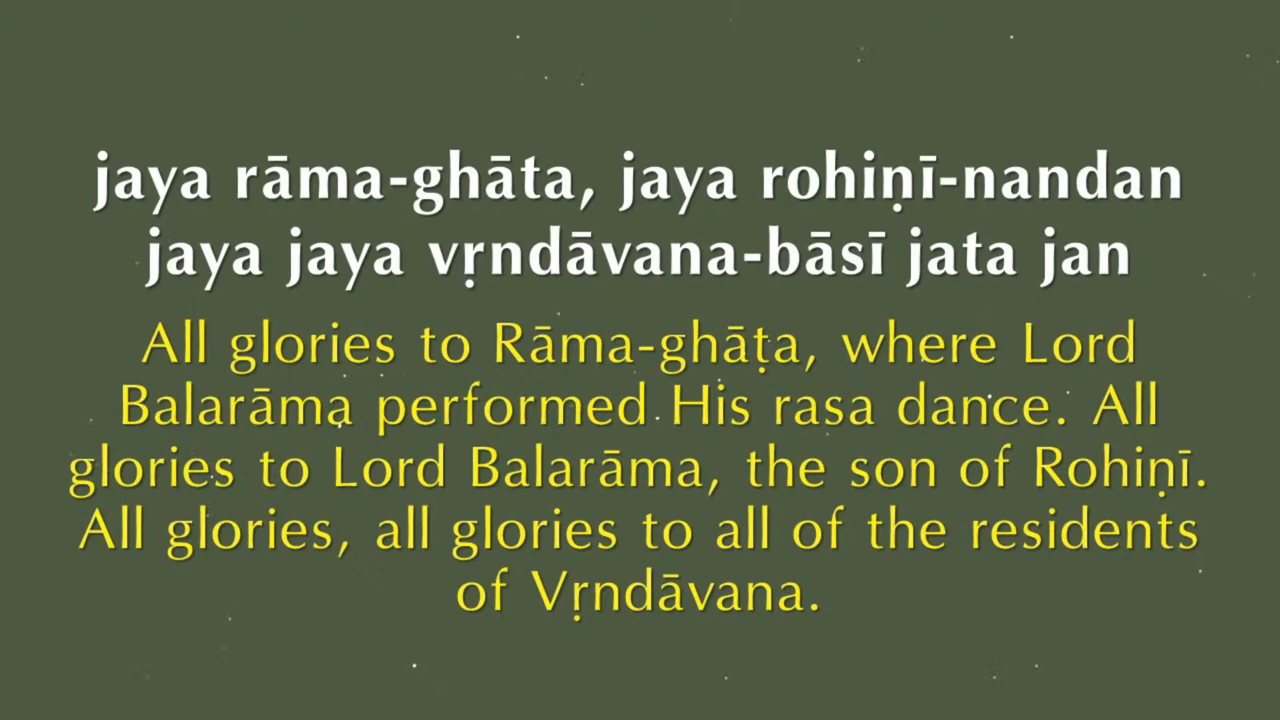 jaya rāma-ghāta, jaya rohiṇī-nandan
jaya jaya vṛndāvana-bāsī jata jan
All glories to Rāma-ghāṭa, where Lord
Balarāma performed His rasa dance. All
glories to Lord Balarāma, the son of Rohiṇī.
All glories, all glories to all of the residents
of Vṛndāvana.